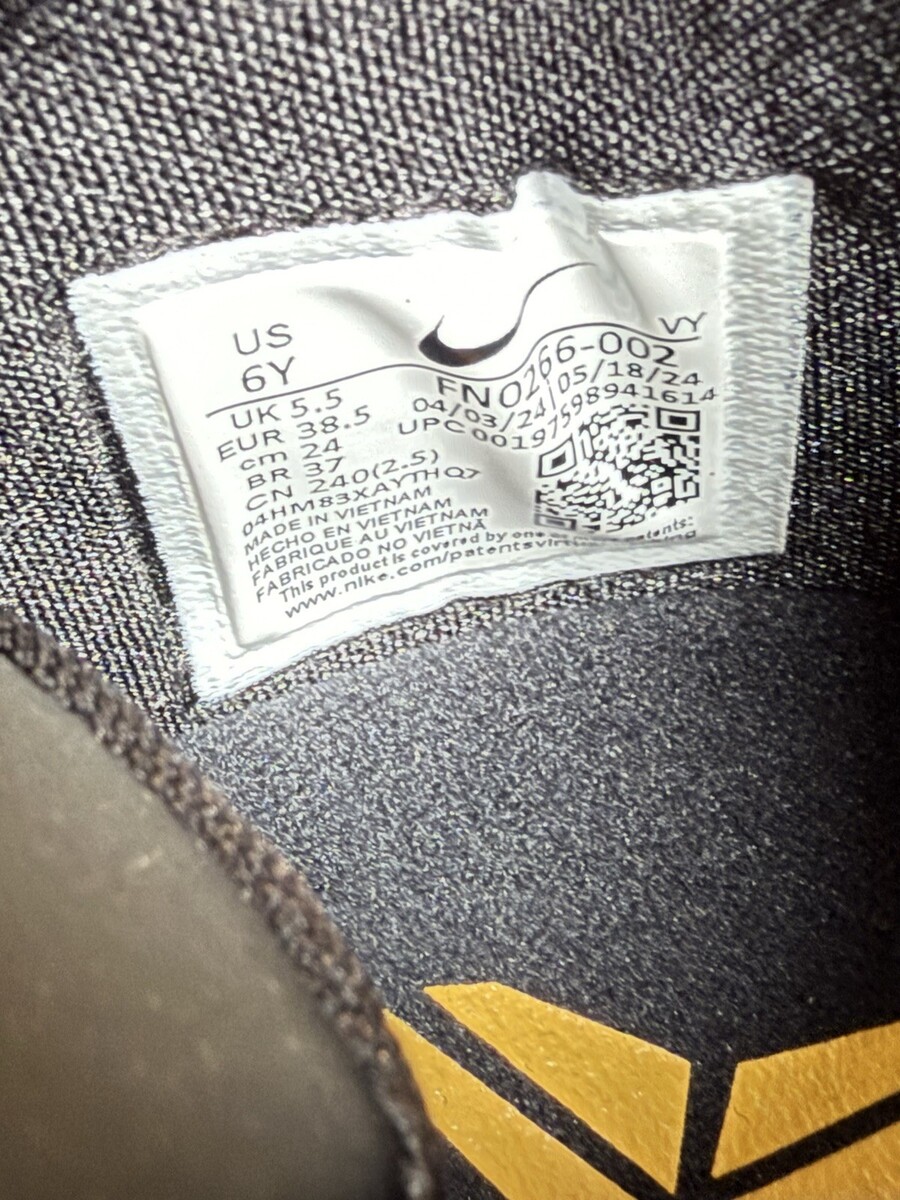 US
6Y
UK 5.5
EUR 38.5
cm 24
BR 37
CN 240(2.5)
04HM83XAYTHQ7
MADE IN VIETNAM
HECHO EN VIETNAM
FABRIQUE AU VIETNAM
FABRICADO NO VIETNÃ
This product is covered by one patents:
www.nike.com/patents
VY
FN0266-002
04/03/24 05/18/24
UPC 00197598941614